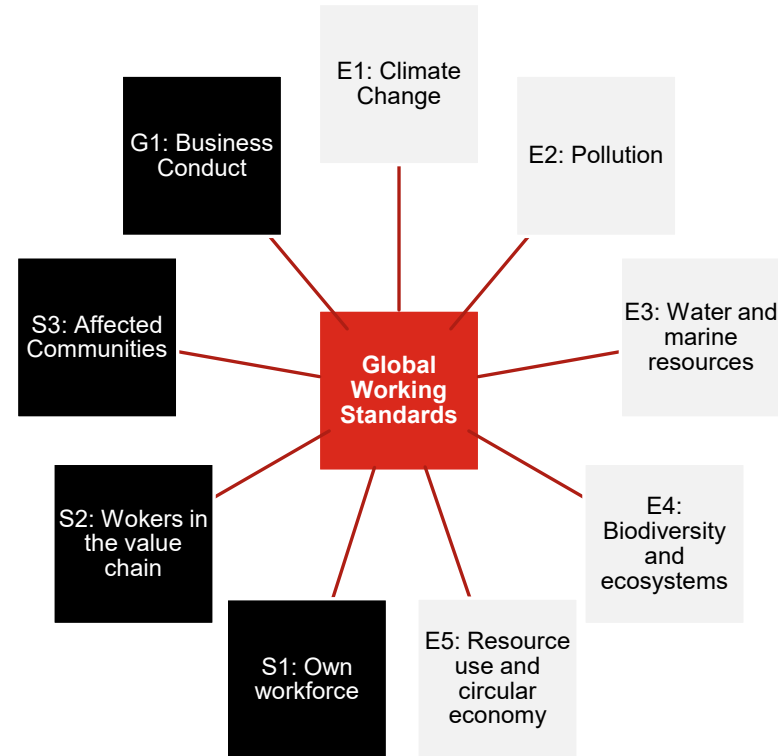 E1: Climate
Change
E2: Pollution
E3: Water and
marine
resources
E4:
Biodiversity
and
ecosystems
E5: Resource
use and
circular
economy
S1: Own
workforce
S2: Wokers in
the value
chain
S3: Affected
Communities
G1: Business
Conduct
Global
Working
Standards